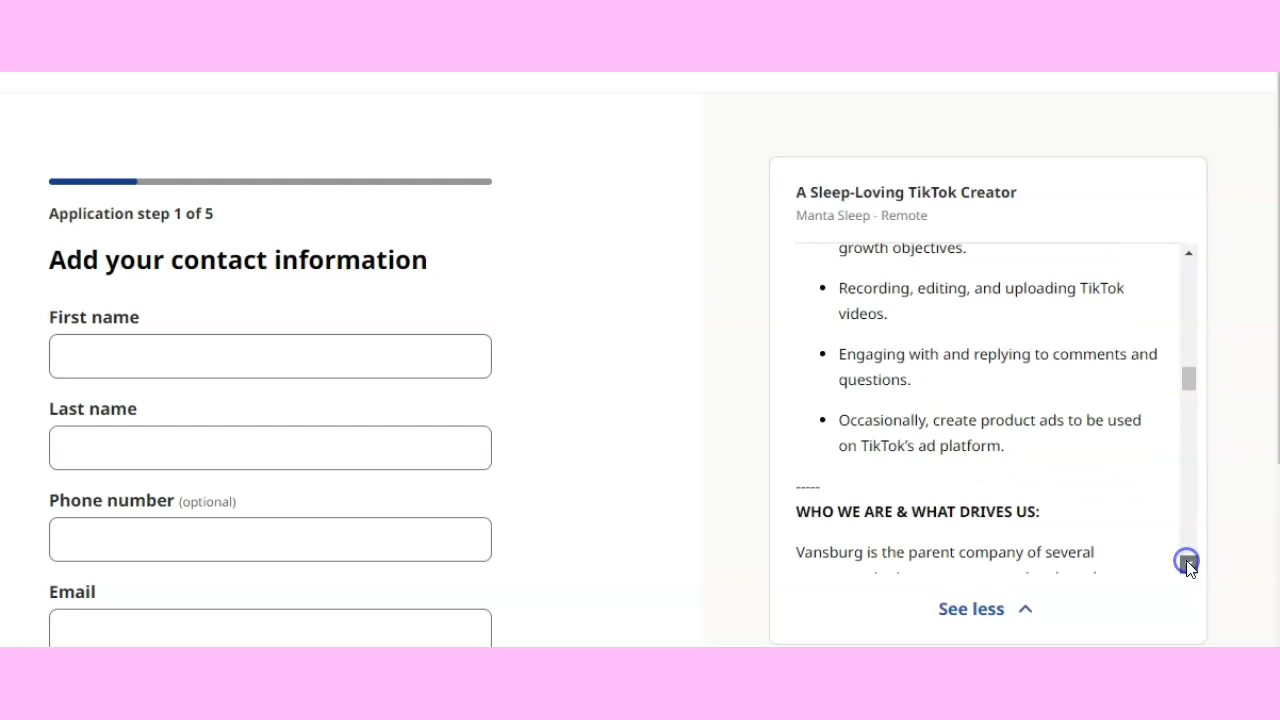 Application step 1 of 5
Add your contact information
First name
Last name
Phone number (optional)
Email
A Sleep-Loving TikTok Creator
Manta Sleep - Remote
growth objectives.
• Recording, editing, and uploading TikTok
videos.
• Engaging with and replying to comments and
questions.
• Occasionally, create product ads to be used
on TikTok's ad platform.
-----
WHO WE ARE & WHAT DRIVES US:
Vansburg is the parent company of several
See less